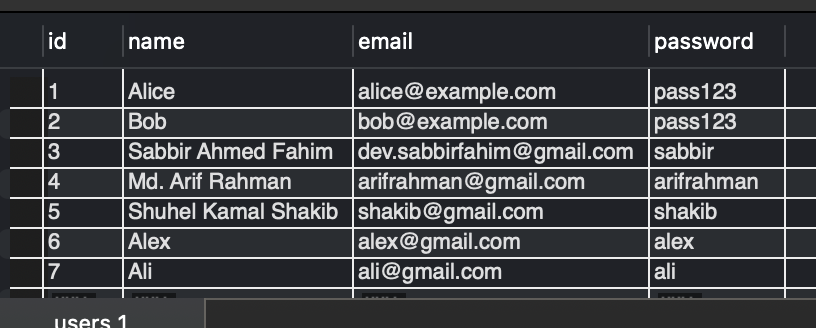 id name email password
1 Alice alice@example.com pass123
2 Bob bob@example.com pass123
3 Sabbir Ahmed Fahim dev.sabbirfahim@gmail.com sabbir
4 Md. Arif Rahman arifrahman@gmail.com arifrahman
5 Shuhel Kamal Shakib shakib@gmail.com shakib
6 Alex alex@gmail.com alex
7 Ali ali@gmail.com ali
users 1